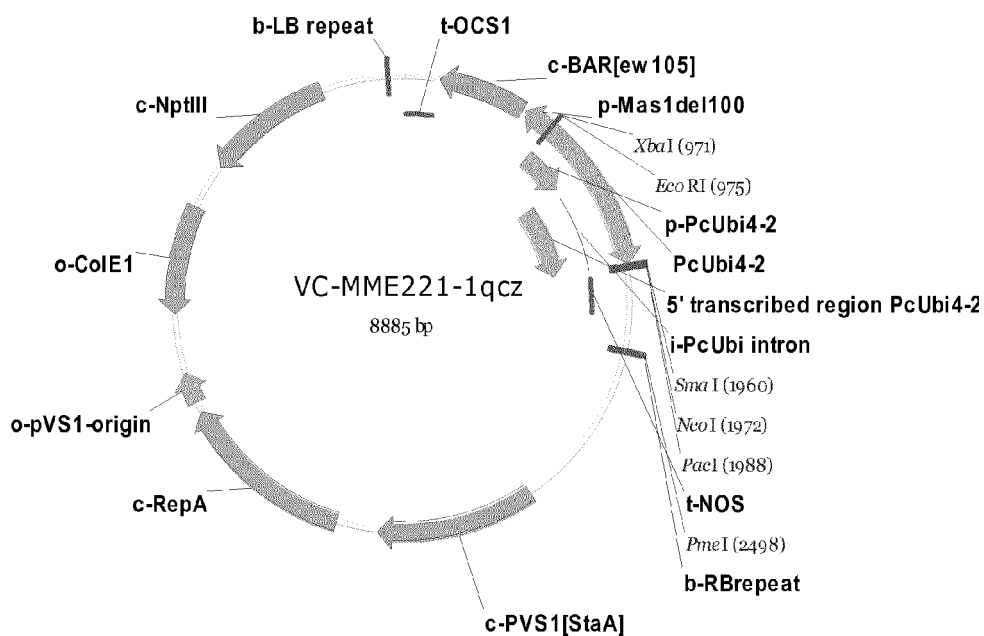 b-LB repeat
t-OCS1
c-BAR[ew105]
c-NptIII
p-Mas1del100
XbaI (971)
EcoRI (975)
p-PcUbi4-2
o-ColE1
PcUbi4-2
VC-MME221-1qcz
8885 bp
5' transcribed region PcUbi4-2
i-PcUbi intron
SmaI (1960)
NcoI (1972)
o-pVS1-origin
PacI (1988)
c-RepA
t-NOS
PmeI (2498)
b-RBrepeat
c-PVS1[StaA]